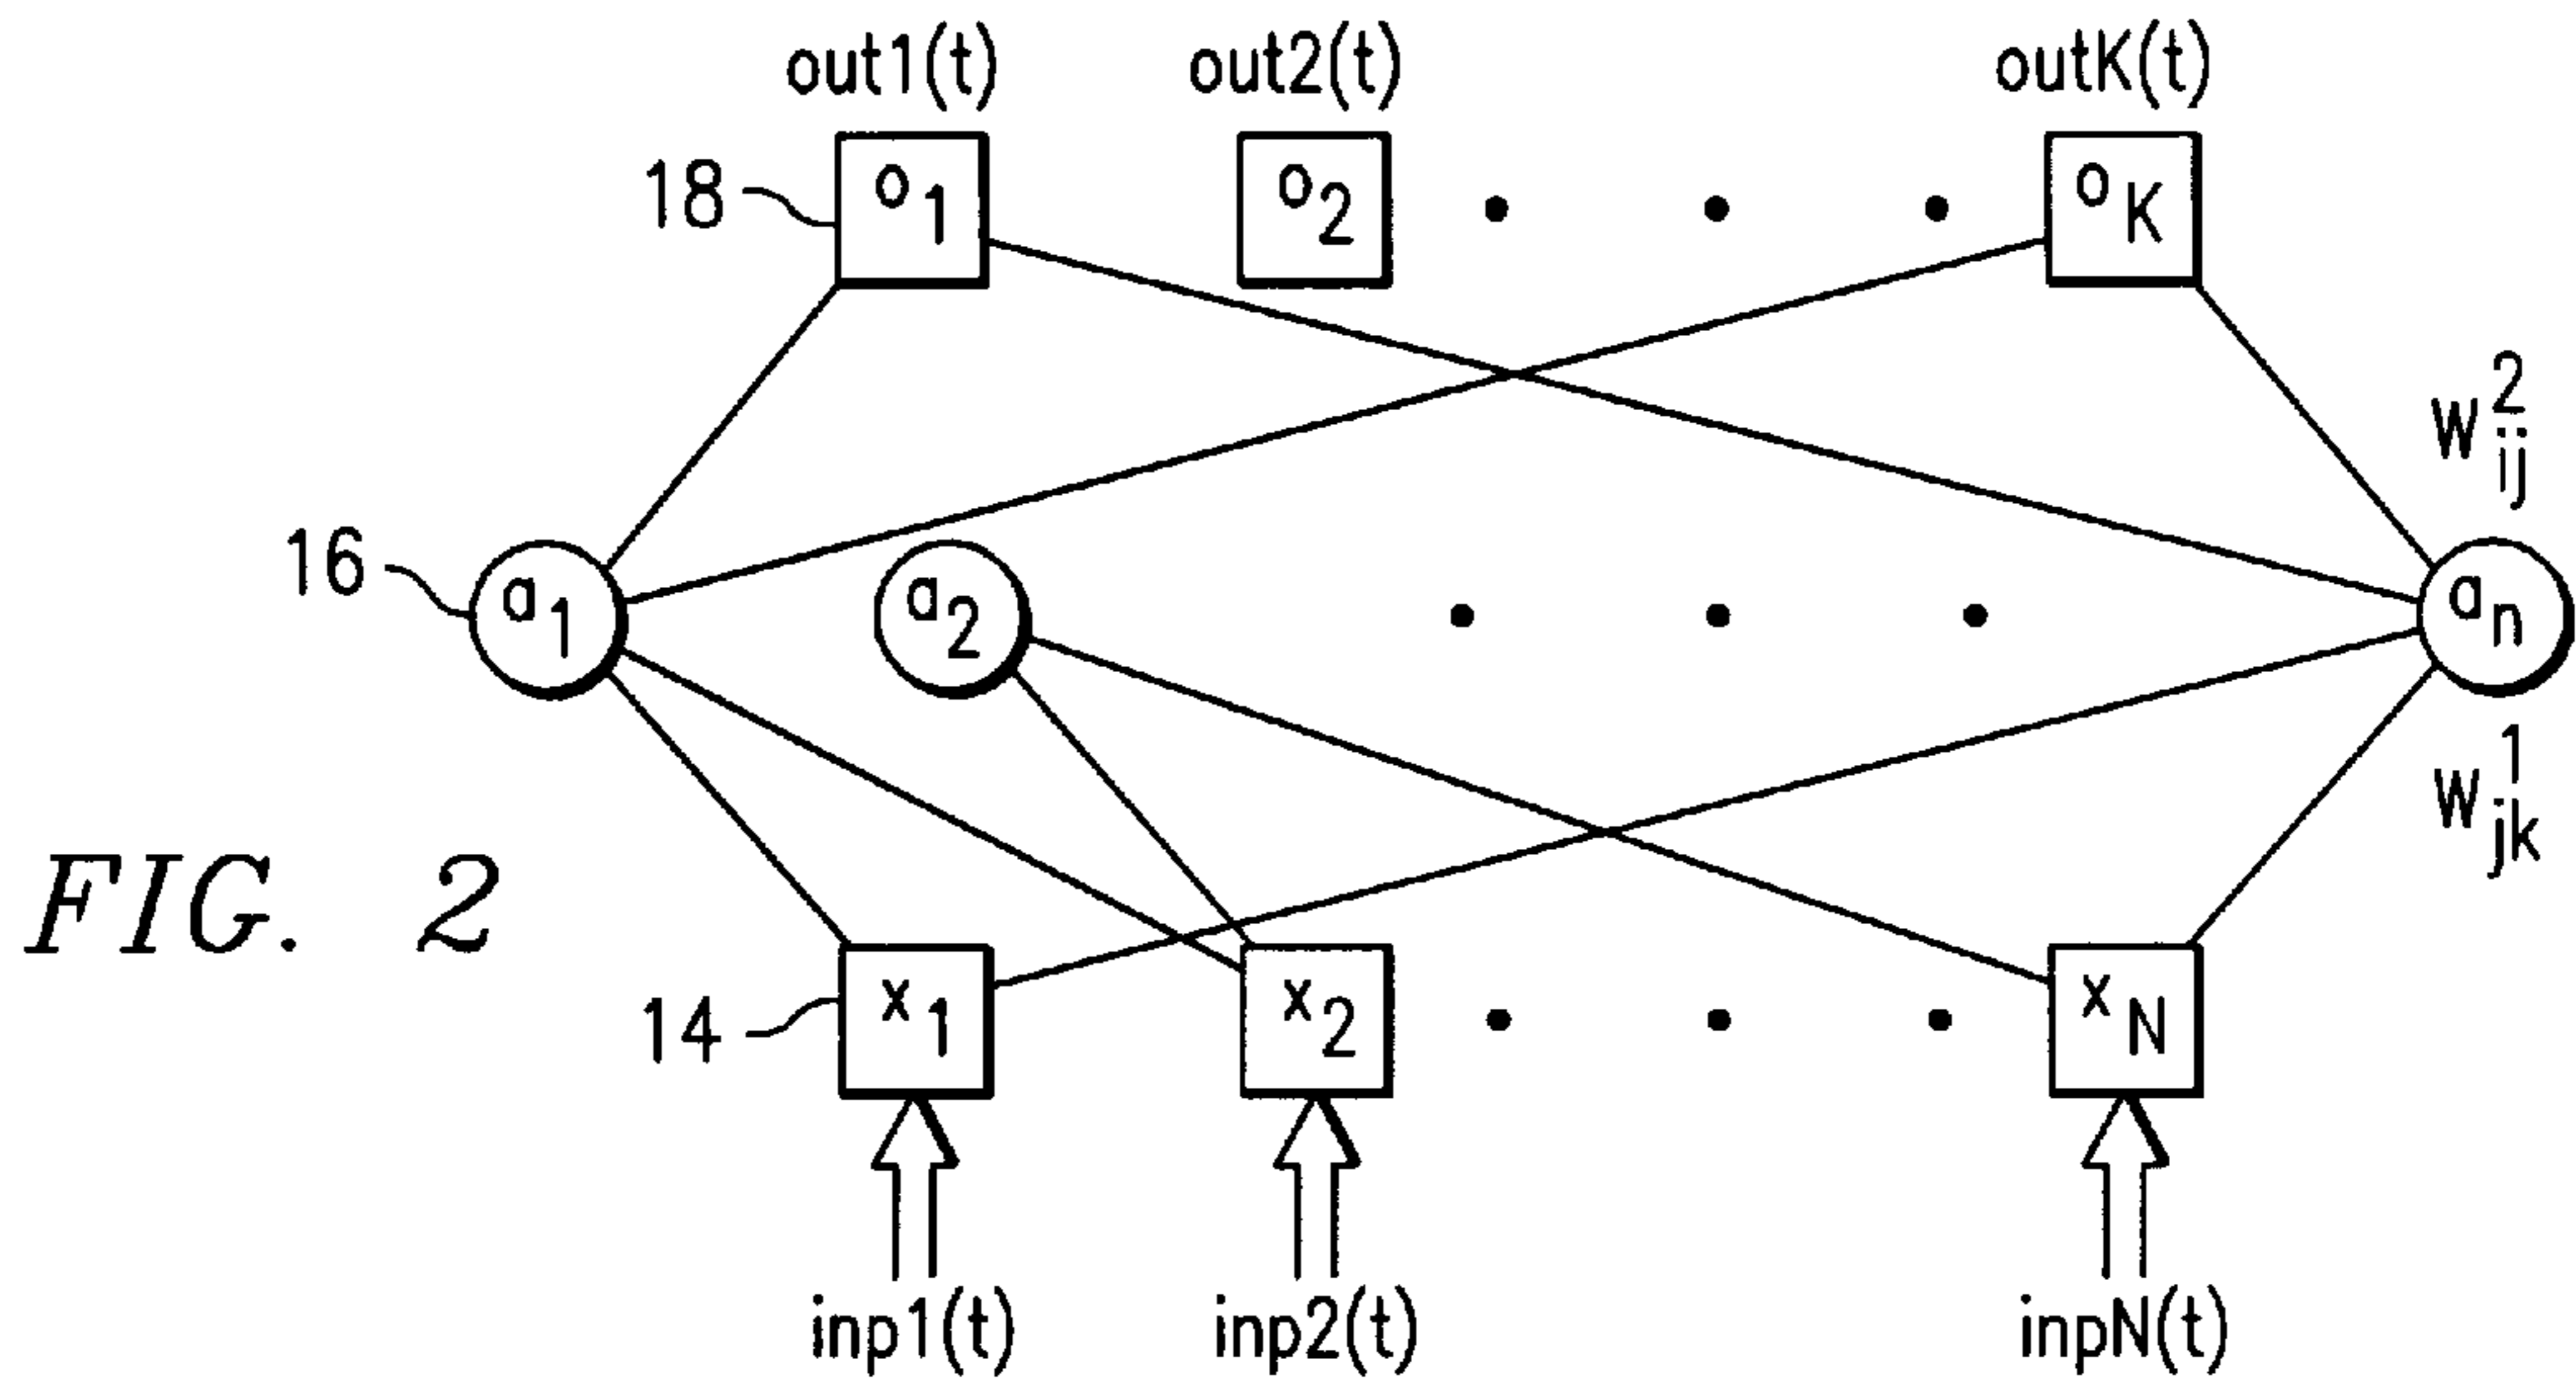 out1(t) out2(t) outK(t)
18 o1 o2 oK
W²ij
16 a1 a2 an
W¹jk
FIG. 2
14 x1 x2 xN
inp1(t) inp2(t) inpN(t)